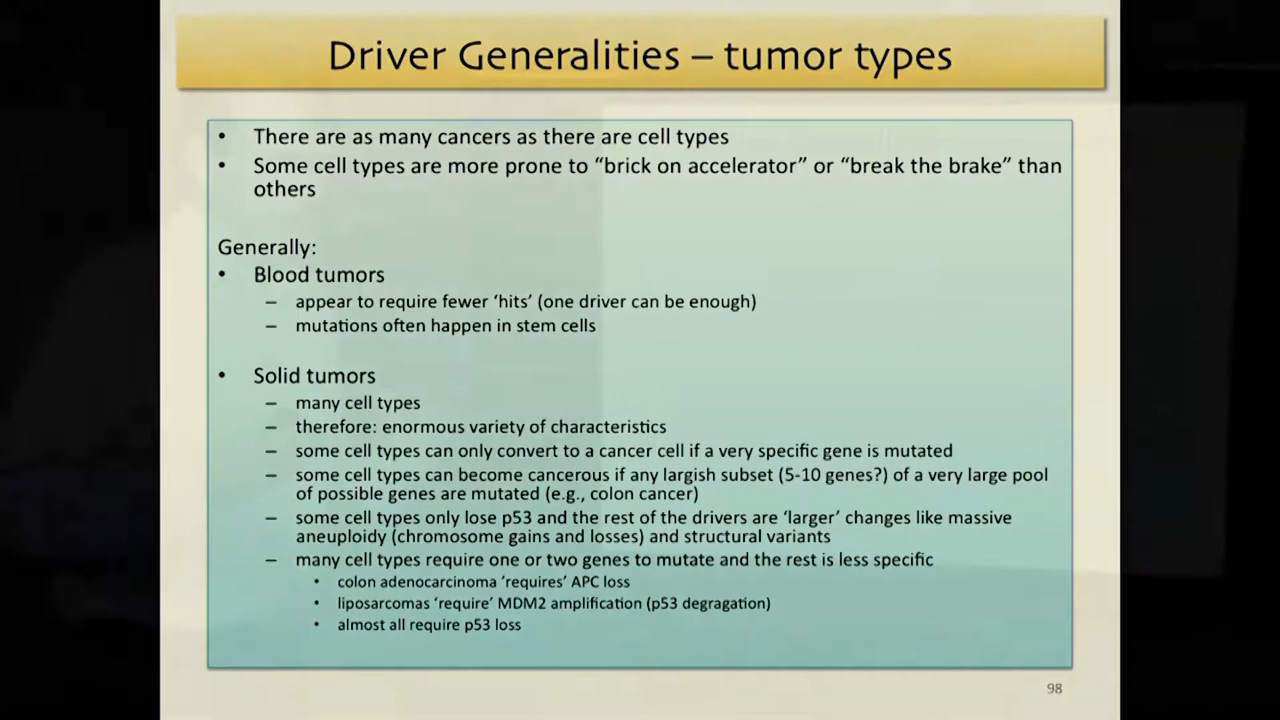 Driver Generalities – tumor types
• There are as many cancers as there are cell types
• Some cell types are more prone to “brick on accelerator” or “break the brake” than
others
Generally:
• Blood tumors
– appear to require fewer ‘hits’ (one driver can be enough)
– mutations often happen in stem cells
• Solid tumors
– many cell types
– therefore: enormous variety of characteristics
– some cell types can only convert to a cancer cell if a very specific gene is mutated
– some cell types can become cancerous if any largish subset (5-10 genes?) of a very large pool
of possible genes are mutated (e.g., colon cancer)
– some cell types only lose p53 and the rest of the drivers are ‘larger’ changes like massive
aneuploidy (chromosome gains and losses) and structural variants
– many cell types require one or two genes to mutate and the rest is less specific
• colon adenocarcinoma ‘requires’ APC loss
• liposarcomas ‘require’ MDM2 amplification (p53 degragation)
• almost all require p53 loss
98